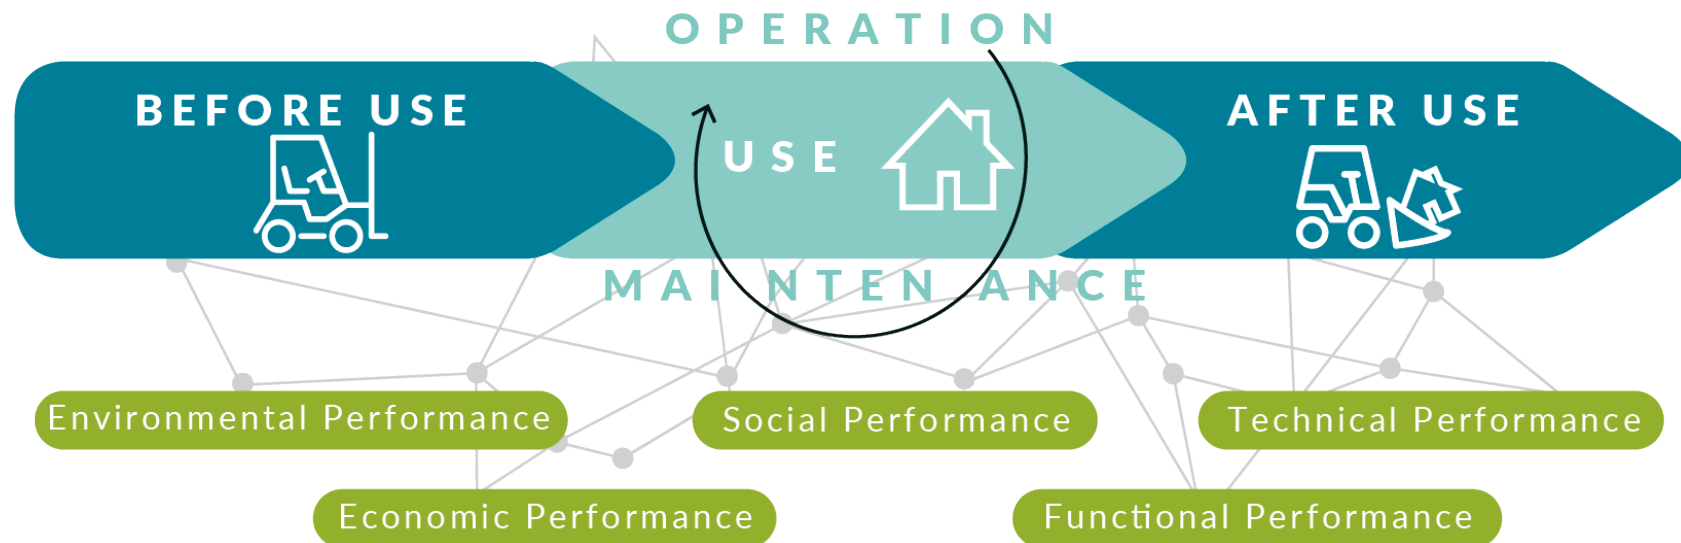 OPERATION
BEFORE USE
USE
AFTER USE
MAINTENANCE
Environmental Performance
Social Performance
Technical Performance
Economic Performance
Functional Performance